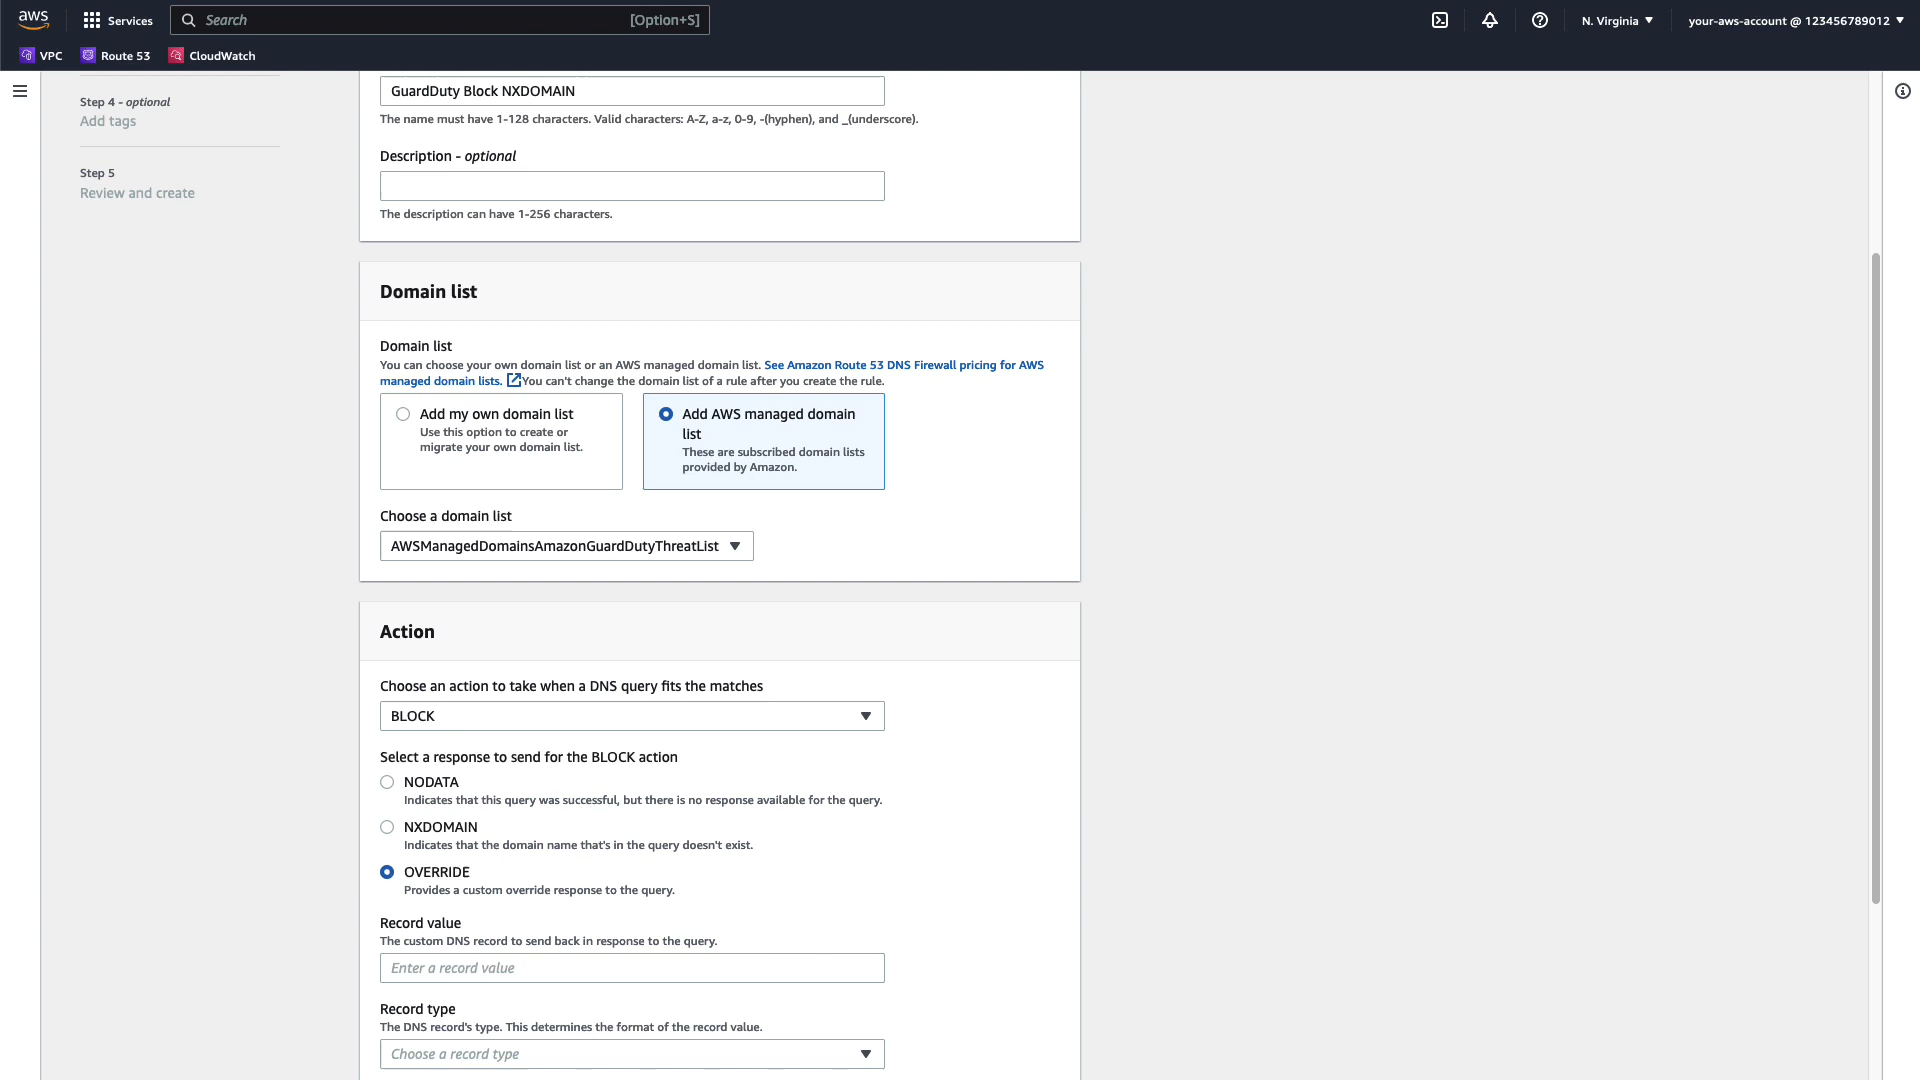 aws
Services
Search
[Option+S]
N. Virginia
your-aws-account @ 123456789012
VPC
Route 53
CloudWatch
Step 4 - optional
Add tags
Step 5
Review and create
GuardDuty Block NXDOMAIN
The name must have 1-128 characters. Valid characters: A-Z, a-z, 0-9, -(hyphen), and _(underscore).
Description - optional
The description can have 1-256 characters.
Domain list
Domain list
You can choose your own domain list or an AWS managed domain list. See Amazon Route 53 DNS Firewall pricing for AWS
managed domain lists. You can't change the domain list of a rule after you create the rule.
Add my own domain list
Use this option to create or
migrate your own domain list.
Add AWS managed domain
list
These are subscribed domain lists
provided by Amazon.
Choose a domain list
AWSManagedDomainsAmazonGuardDutyThreatList
Action
Choose an action to take when a DNS query fits the matches
BLOCK
Select a response to send for the BLOCK action
NODATA
Indicates that this query was successful, but there is no response available for the query.
NXDOMAIN
Indicates that the domain name that's in the query doesn't exist.
OVERRIDE
Provides a custom override response to the query.
Record value
The custom DNS record to send back in response to the query.
Enter a record value
Record type
The DNS record's type. This determines the format of the record value.
Choose a record type